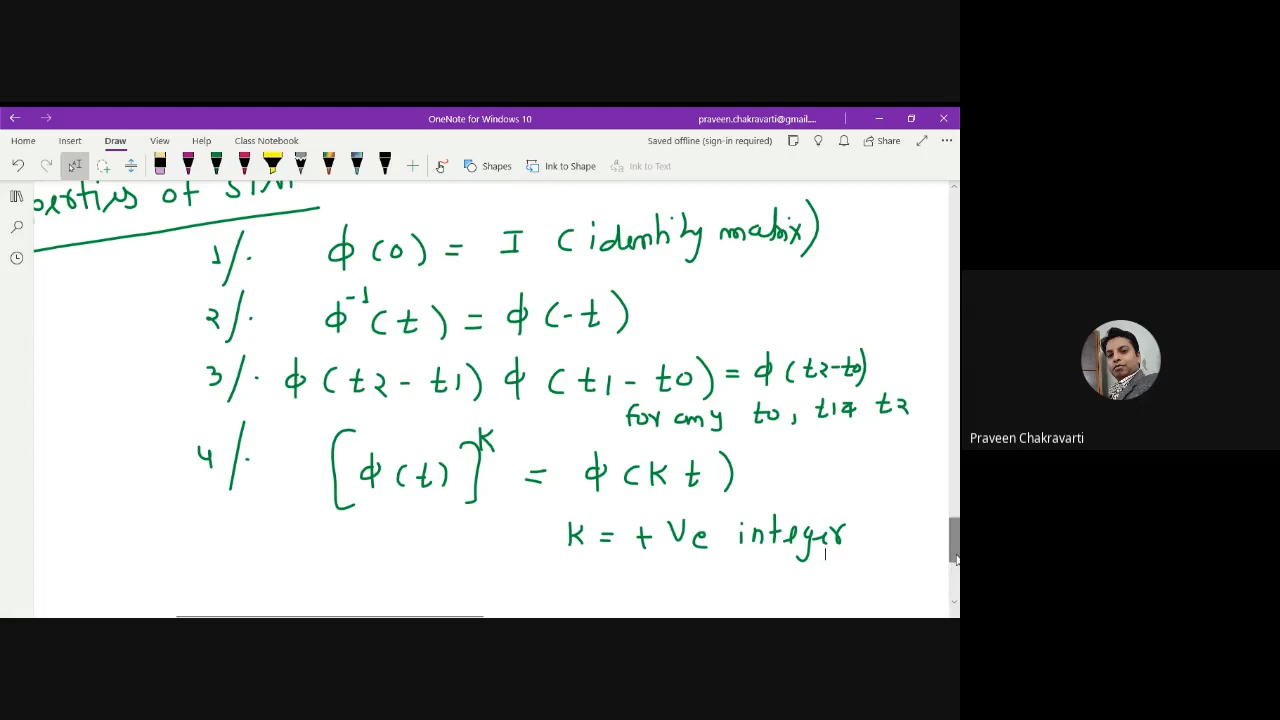 OneNote for Windows 10
praveen.chakravarti@gmail....
Home Insert Draw View Help Class Notebook
Saved offline (sign-in required) Share
Shapes Ink to Shape Ink to Text
perties of STM
1/. ϕ(0) = I (identity matrix)
2/. ϕ⁻¹(t) = ϕ(-t)
3/. ϕ(t2 - t1) ϕ(t1 - t0) = ϕ(t2-t0)
for any t0, t1 & t2
4/. [ϕ(t)]ᴷ = ϕ(K t)
K = + Ve integer
Praveen Chakravarti